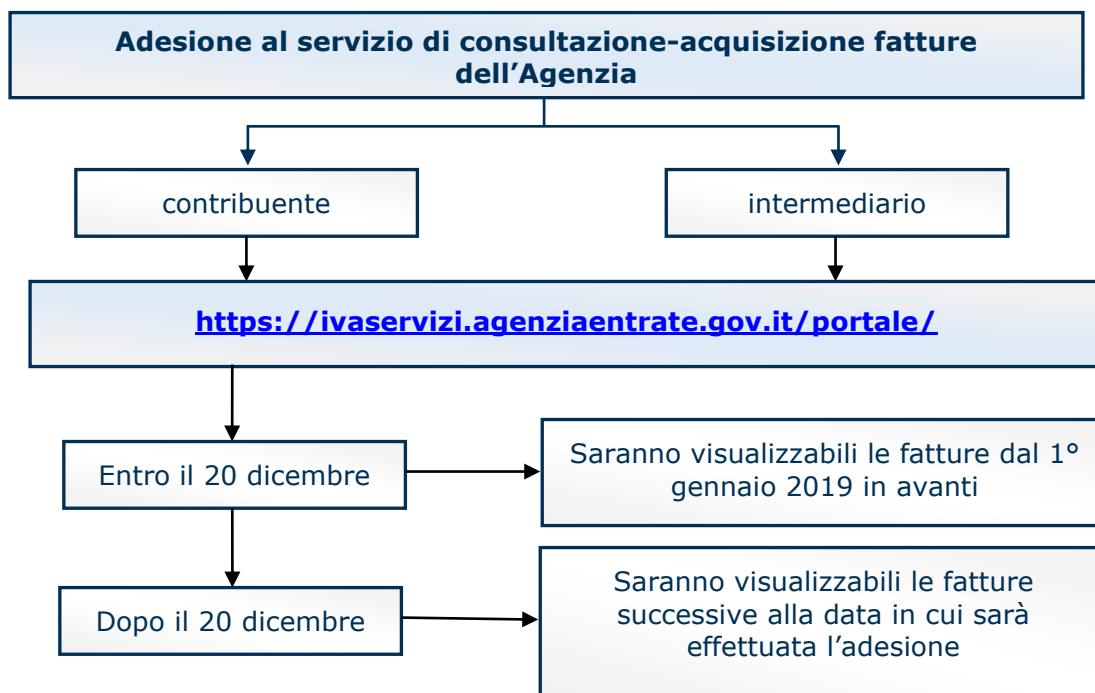 Adesione al servizio di consultazione-acquisizione fatture
dell’Agenzia
contribuente
intermediario
https://ivaservizi.agenziaentrate.gov.it/portale/
Entro il 20 dicembre
Saranno visualizzabili le fatture dal 1°
gennaio 2019 in avanti
Dopo il 20 dicembre
Saranno visualizzabili le fatture
successive alla data in cui sarà
effettuata l’adesione